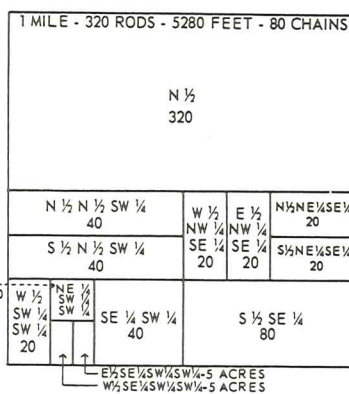 1 MILE - 320 RODS - 5280 FEET - 80 CHAINS
N ½
320
N ½ N ½ SW ¼
40
S ½ N ½ SW ¼
40
W ½
NW ¼
SE ¼
20
E ½
NW ¼
SE ¼
20
N½NE¼SE¼
20
S½NE¼SE¼
20
W ½
SW ¼
SW ¼
20
NE ¼
SW ¼
SW ¼
SE ¼ SW ¼
40
S ½ SE ¼
80
E½SE¼SW¼SW¼-5 ACRES
W½SE¼SW¼SW¼-5 ACRES